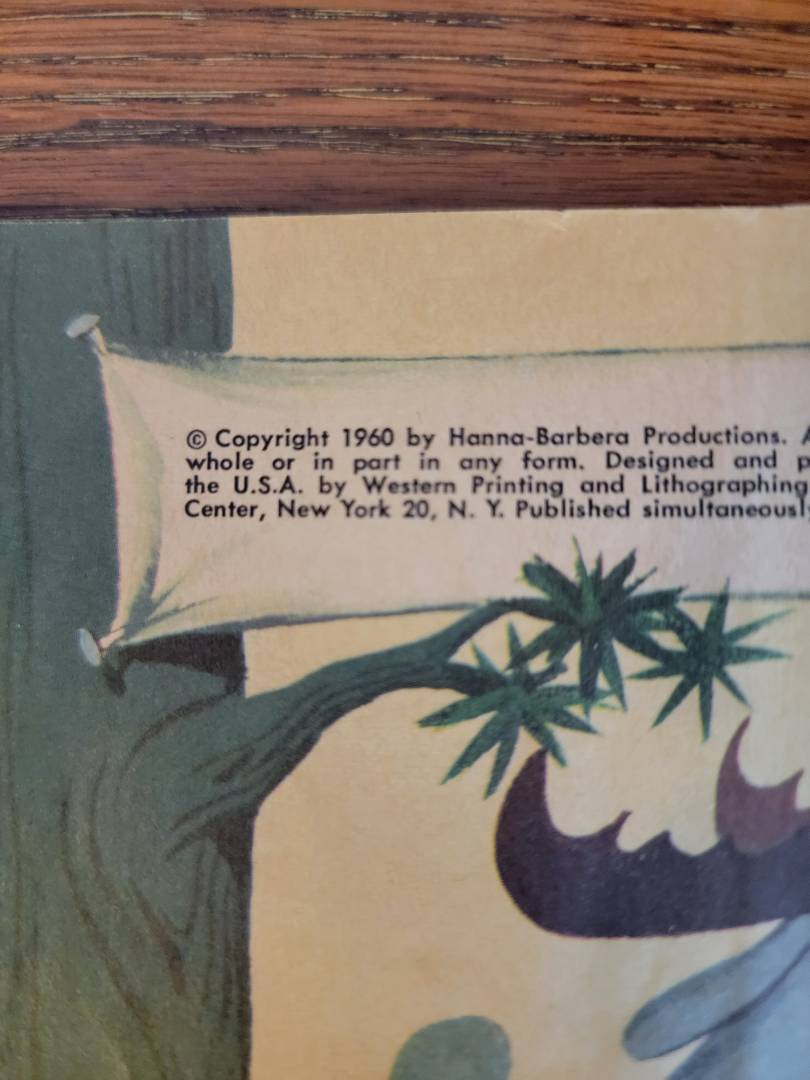 © Copyright 1960 by Hanna-Barbera Productions.
whole or in part in any form. Designed and
the U.S.A. by Western Printing and Lithographing
Center, New York 20, N. Y. Published